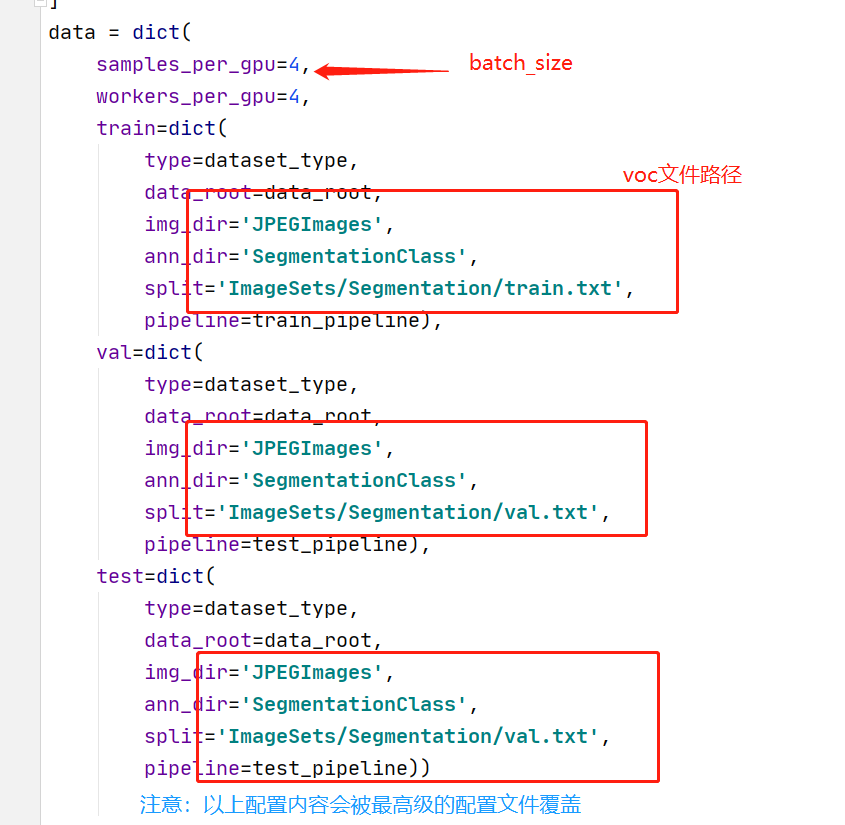 ]
data = dict(
samples_per_gpu=4,
batch_size
workers_per_gpu=4,
train=dict(
type=dataset_type,
voc文件路径
data_root=data_root,
img_dir='JPEGImages',
ann_dir='SegmentationClass',
split='ImageSets/Segmentation/train.txt',
pipeline=train_pipeline),
val=dict(
type=dataset_type,
data_root=data_root,
img_dir='JPEGImages',
ann_dir='SegmentationClass',
split='ImageSets/Segmentation/val.txt',
pipeline=test_pipeline),
test=dict(
type=dataset_type,
data_root=data_root,
img_dir='JPEGImages',
ann_dir='SegmentationClass',
split='ImageSets/Segmentation/val.txt',
pipeline=test_pipeline))
注意：以上配置内容会被最高级的配置文件覆盖